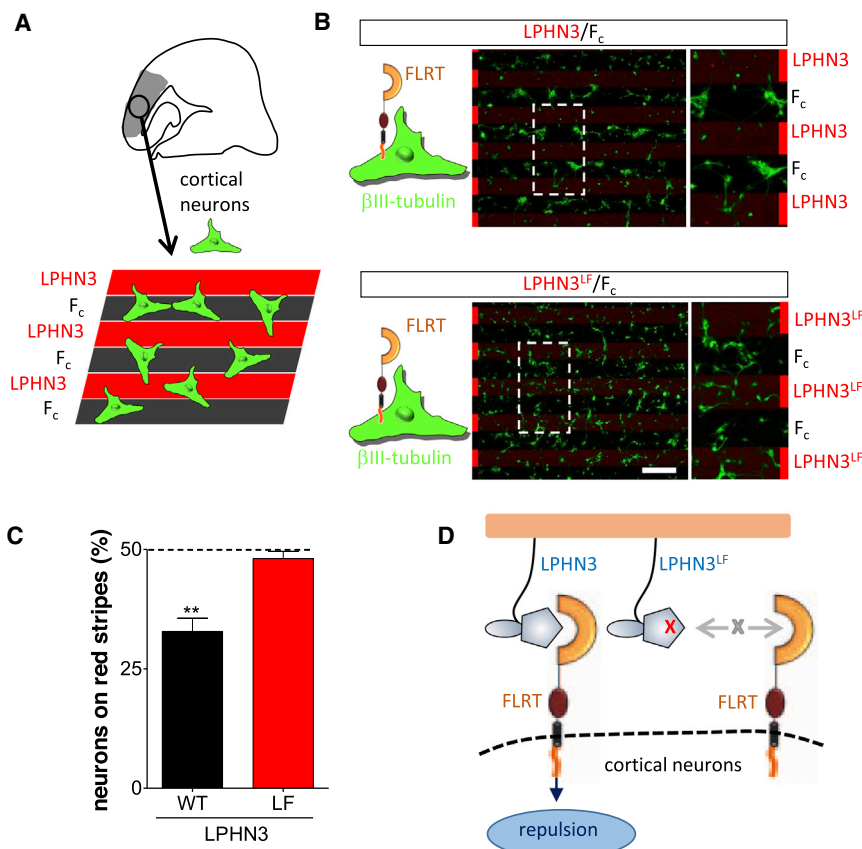 A
cortical
neurons
LPHN3
Fc
LPHN3
Fc
LPHN3
Fc
B
LPHN3/Fc
FLRT
βIII-tubulin
LPHN3
Fc
LPHN3
Fc
LPHN3
LPHN3LF/Fc
FLRT
βIII-tubulin
LPHN3LF
Fc
LPHN3LF
Fc
LPHN3LF
C
neurons on red stripes (%)
50
25
0
**
WT
LF
LPHN3
D
LPHN3
LPHN3LF
X
X
FLRT
FLRT
cortical neurons
repulsion